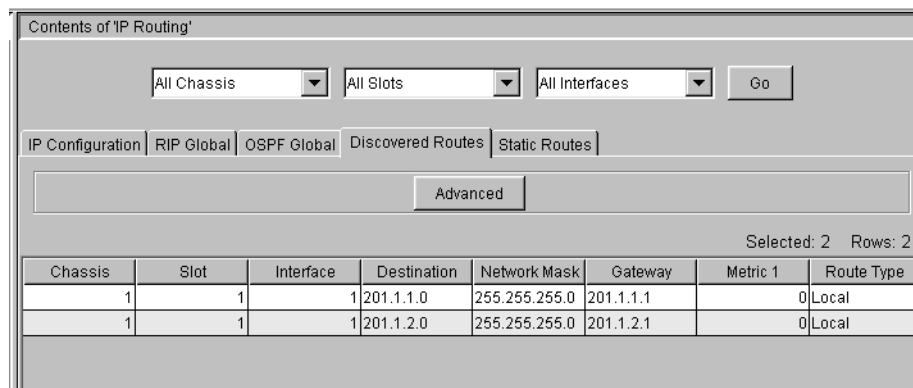 Contents of 'IP Routing'
All Chassis All Slots All Interfaces Go
IP Configuration RIP Global OSPF Global Discovered Routes Static Routes
Advanced
Selected: 2 Rows: 2
Chassis Slot Interface Destination Network Mask Gateway Metric 1 Route Type
1 1 1 201.1.1.0 255.255.255.0 201.1.1.1 0 Local
1 1 1 201.1.2.0 255.255.255.0 201.1.2.1 0 Local